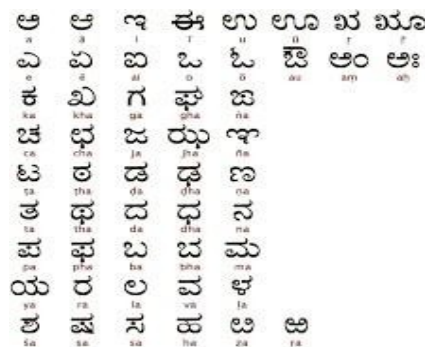 ಅ ಆ ಇ ಈ ಉ ಊ ಋ ೠ
a ā i ī u ū r̥ r̥̄
ಎ ಏ ಐ ಒ ಓ ಔ ಅಂ ಅಃ
e ē ai o ō au aṃ aḥ
ಕ ಖ ಗ ಘ ಙ
ka kha ga gha ṅa
ಚ ಛ ಜ ಝ ಞ
ca cha ja jha ña
ಟ ಠ ಡ ಢ ಣ
ṭa ṭha ḍa ḍha ṇa
ತ ಥ ದ ಧ ನ
ta tha da dha na
ಪ ಫ ಬ ಭ ಮ
pa pha ba bha ma
ಯ ರ ಲ ವ ಳ
ya ra la va ḷa
ಶ ಷ ಸ ಹ ೞ ಱ
śa ṣa sa ha ẓa ṟa